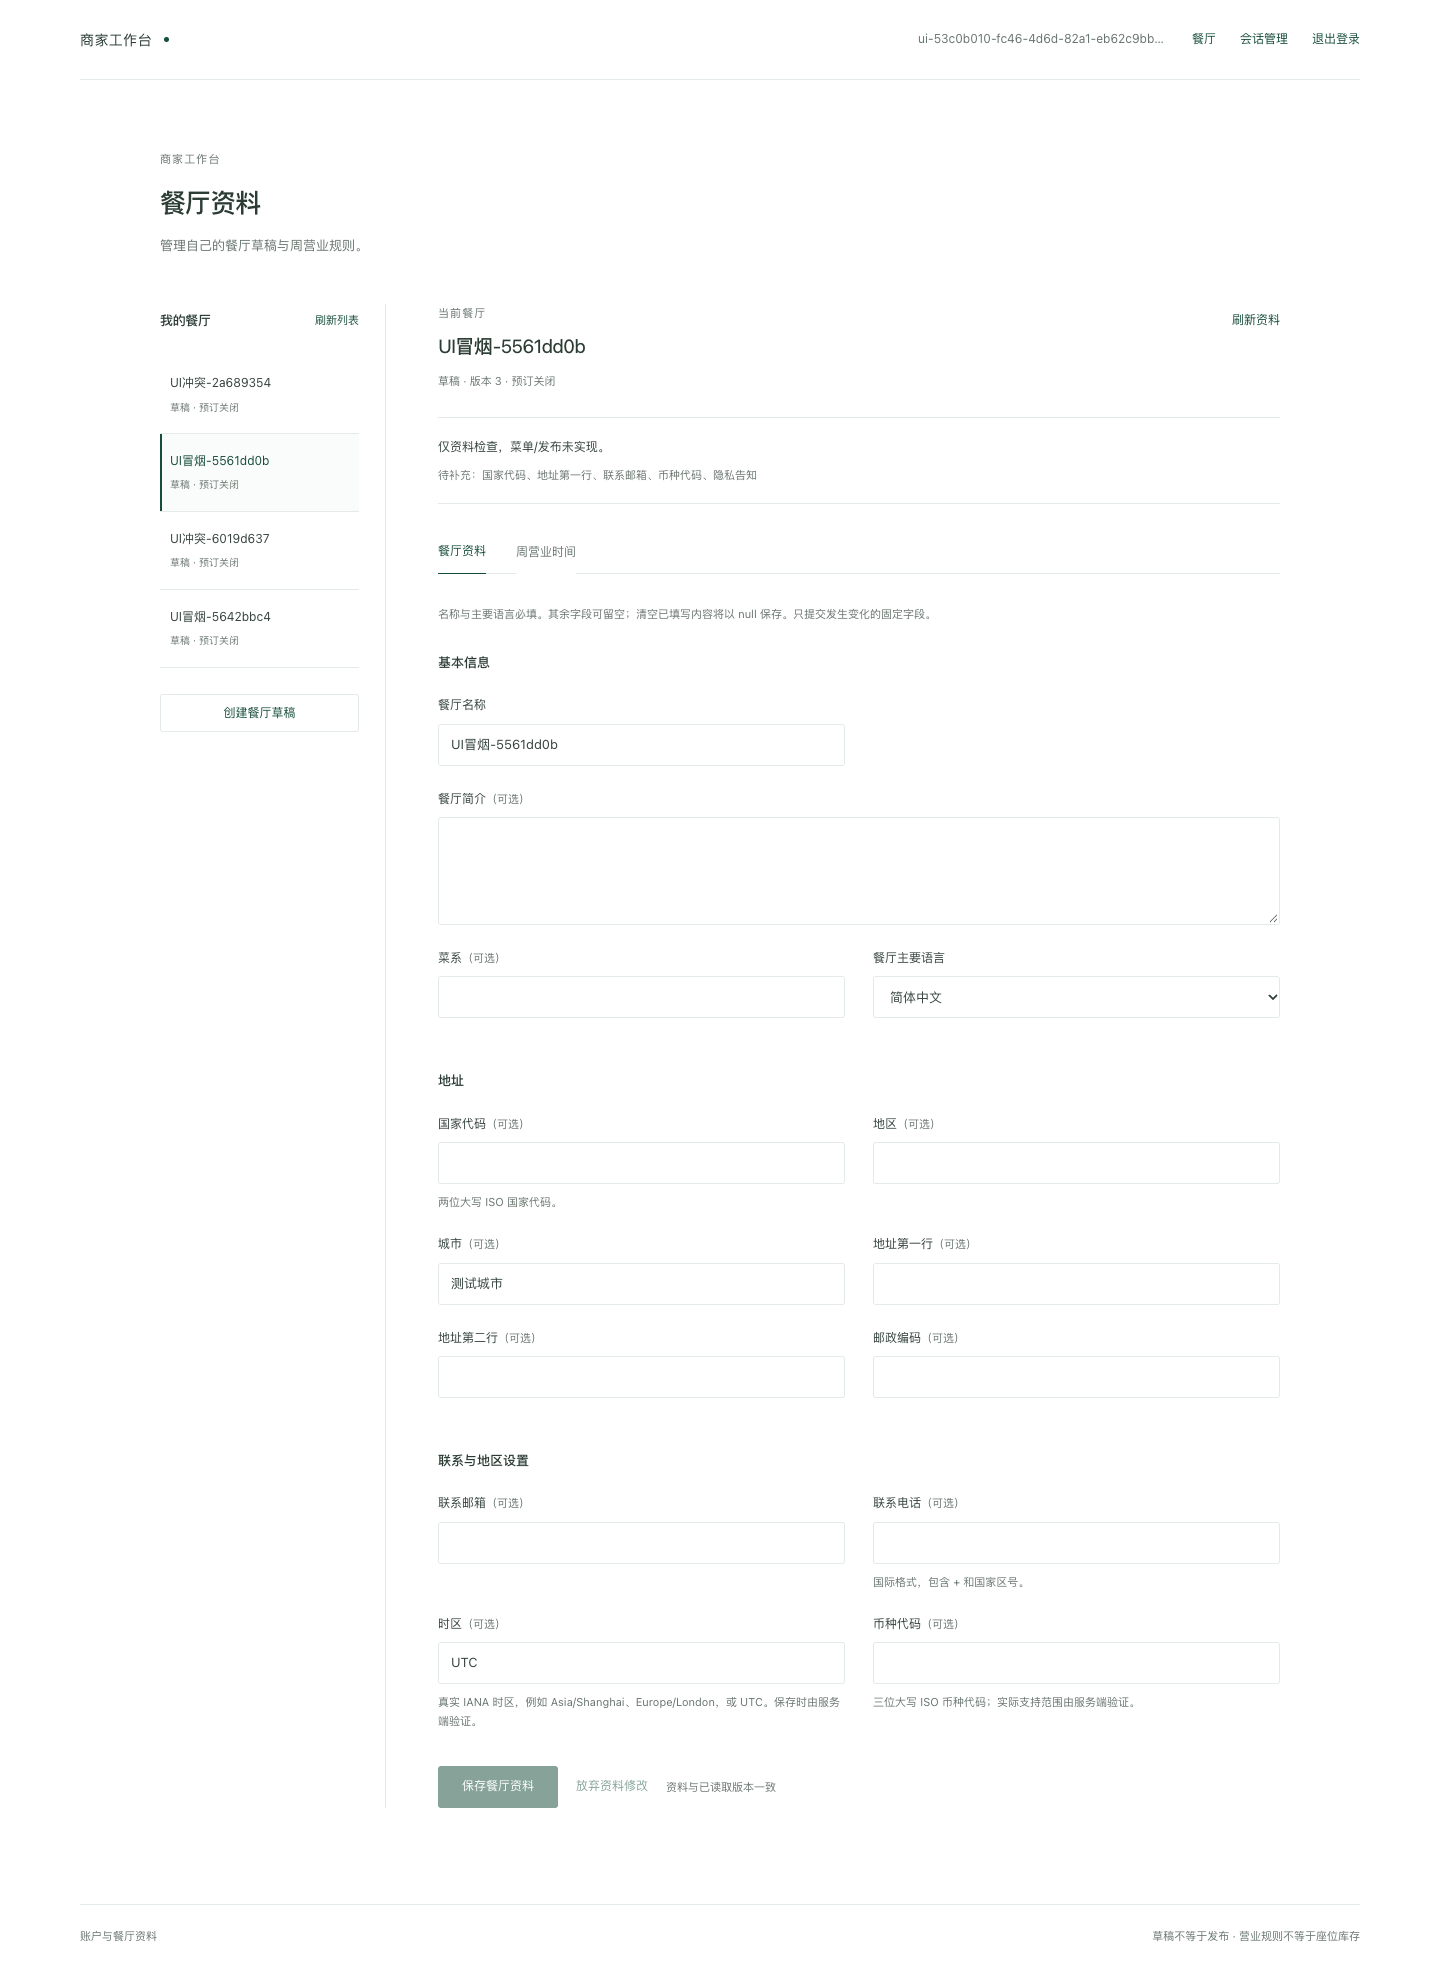 商家工作台
ui-53c0b010-fc46-4d6d-82a1-eb62c9bb... 餐厅 会话管理 退出登录
商家工作台
餐厅资料
管理自己的餐厅草稿与周营业规则。
我的餐厅 刷新列表
UI冲突-2a689354
草稿 · 预订关闭
UI冒烟-5561dd0b
草稿 · 预订关闭
UI冲突-6019d637
草稿 · 预订关闭
UI冒烟-5642bbc4
草稿 · 预订关闭
创建餐厅草稿
当前餐厅
刷新资料
UI冒烟-5561dd0b
草稿 · 版本 3 · 预订关闭
仅资料检查，菜单/发布未实现。
待补充：国家代码、地址第一行、联系邮箱、币种代码、隐私告知
餐厅资料 周营业时间
名称与主要语言必填。其余字段可留空；清空已填写内容将以 null 保存。只提交发生变化的固定字段。
基本信息
餐厅名称
UI冒烟-5561dd0b
餐厅简介（可选）
菜系（可选） 餐厅主要语言
简体中文
地址
国家代码（可选） 地区（可选）
两位大写 ISO 国家代码。
城市（可选） 地址第一行（可选）
测试城市
地址第二行（可选） 邮政编码（可选）
联系与地区设置
联系邮箱（可选） 联系电话（可选）
国际格式，包含 + 和国家区号。
时区（可选） 币种代码（可选）
UTC
真实 IANA 时区，例如 Asia/Shanghai、Europe/London，或 UTC。保存时由服务
端验证。
三位大写 ISO 币种代码；实际支持范围由服务端验证。
保存餐厅资料 放弃资料修改 资料与已读取版本一致
账户与餐厅资料 草稿不等于发布 · 营业规则不等于座位库存